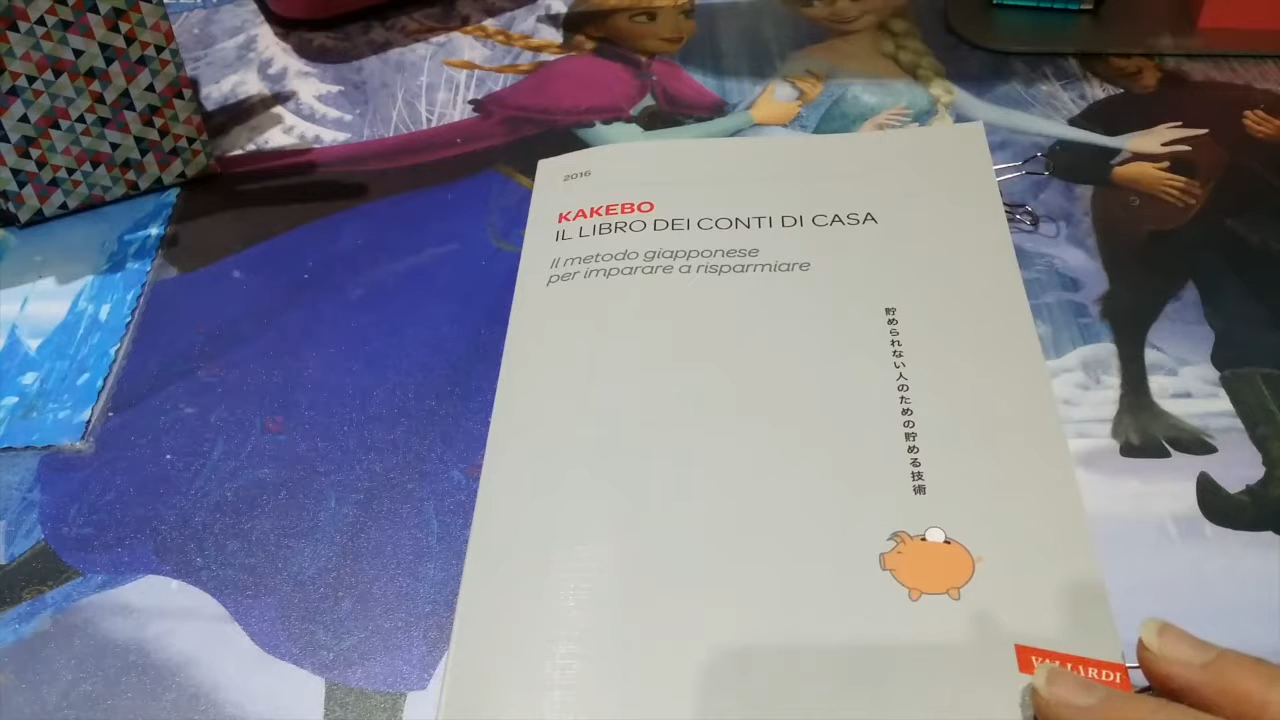 2016
KAKEBO
IL LIBRO DEI CONTI DI CASA
Il metodo giapponese
per imparare a risparmiare
貯められない人のための貯める技術
VALLARDI